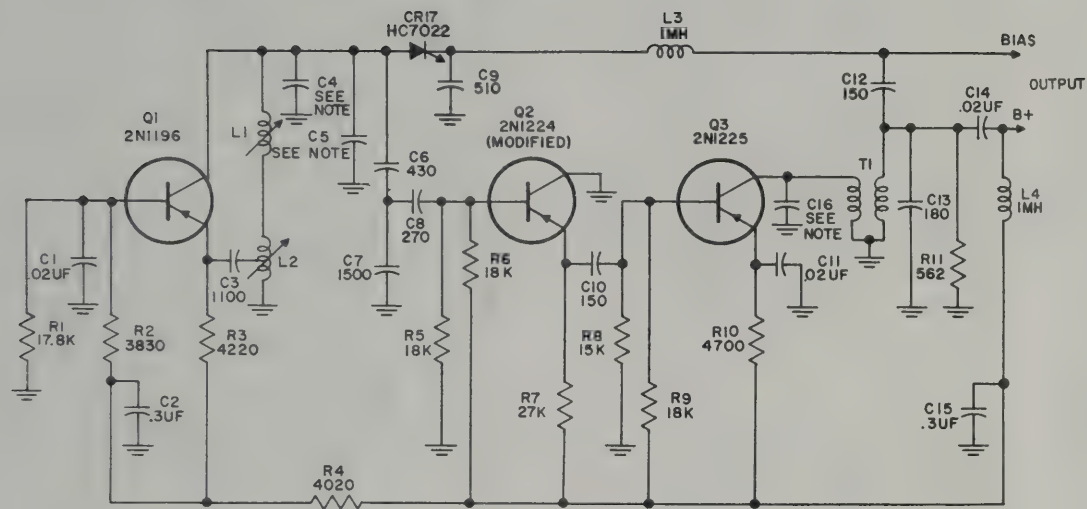 CR17
HC7022
L3
1MH
BIAS
OUTPUT
B+
C4
SEE
NOTE
C9
510
C12
150
C14
.02UF
Q1
2N1196
L1
SEE NOTE
C5
Q2
2N1224
(MODIFIED)
Q3
2N1225
C6
430
C8
270
C7
1500
T1
C16
SEE
NOTE
C13
180
L4
1MH
C1
.02UF
C3
1100
L2
R6
18K
C10
150
C11
.02UF
R11
562
R1
17.8K
R2
3830
R3
4220
R5
18K
R8
15K
R10
4700
C2
.3UF
R7
27K
R9
18K
C15
.3UF
R4
4020